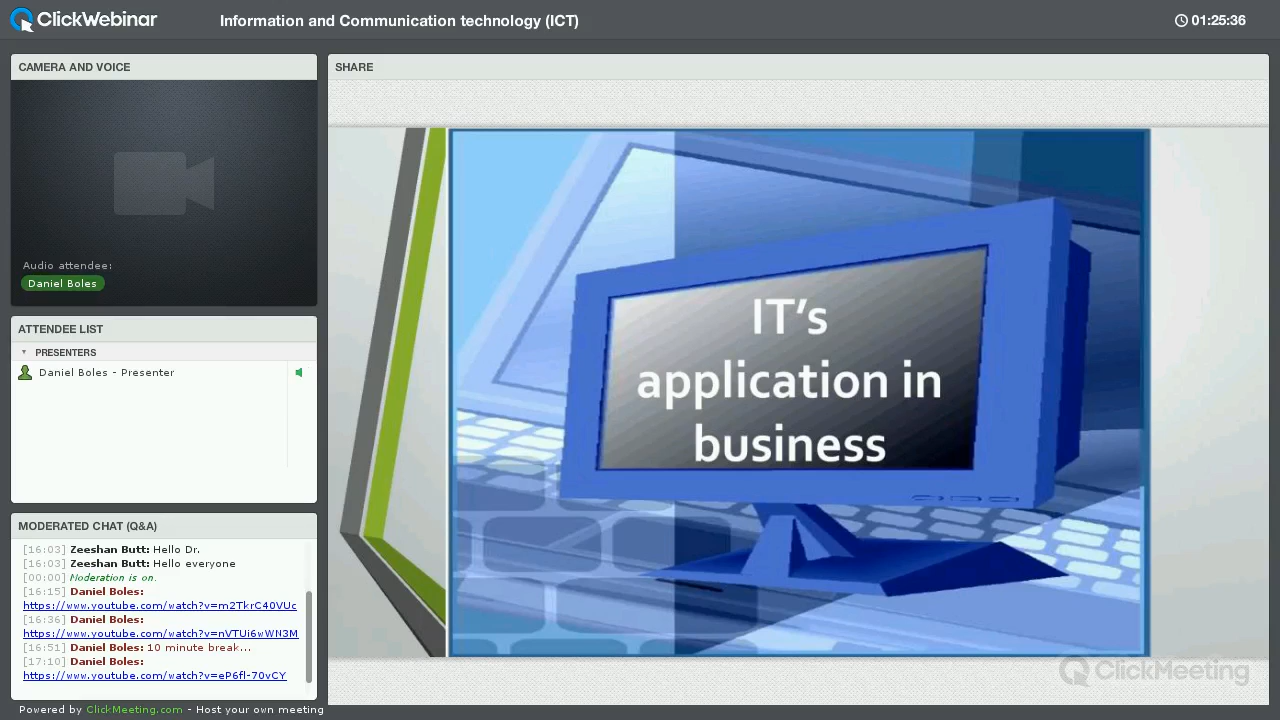 ClickWebinar
Information and Communication technology (ICT)
01:25:36
CAMERA AND VOICE
Audio attendee:
Daniel Boles
ATTENDEE LIST
PRESENTERS
Daniel Boles - Presenter
MODERATED CHAT (Q&A)
[16:03] Zeeshan Butt: Hello Dr.
[16:03] Zeeshan Butt: Hello everyone
[00:00] Moderation is on.
[16:15] Daniel Boles:
https://www.youtube.com/watch?v=m2TkrC40VUc
[16:36] Daniel Boles:
https://www.youtube.com/watch?v=nVTUi6wWN3M
[16:51] Daniel Boles: 10 minute break...
[17:10] Daniel Boles:
https://www.youtube.com/watch?v=eP6fl-70vCY
Powered by ClickMeeting.com - Host your own meeting
SHARE
IT's
application in
business
ClickMeeting